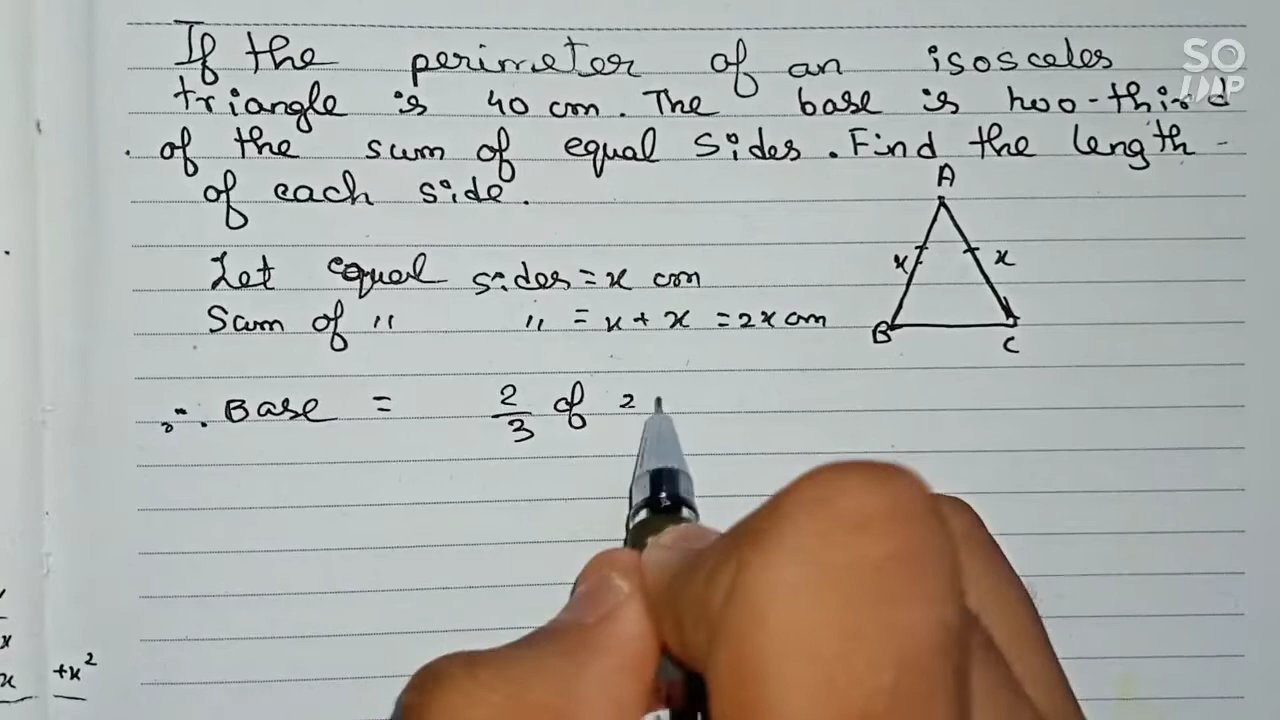 If the perimeter of an isosceles
triangle is 40 cm. The base is two-third
of the sum of equal sides. Find the length
of each side.
A
x x
B C
Let equal sides = x cm
Sum of " " = x + x = 2x cm
∴ Base = 2/3 of 2
x
x +x²